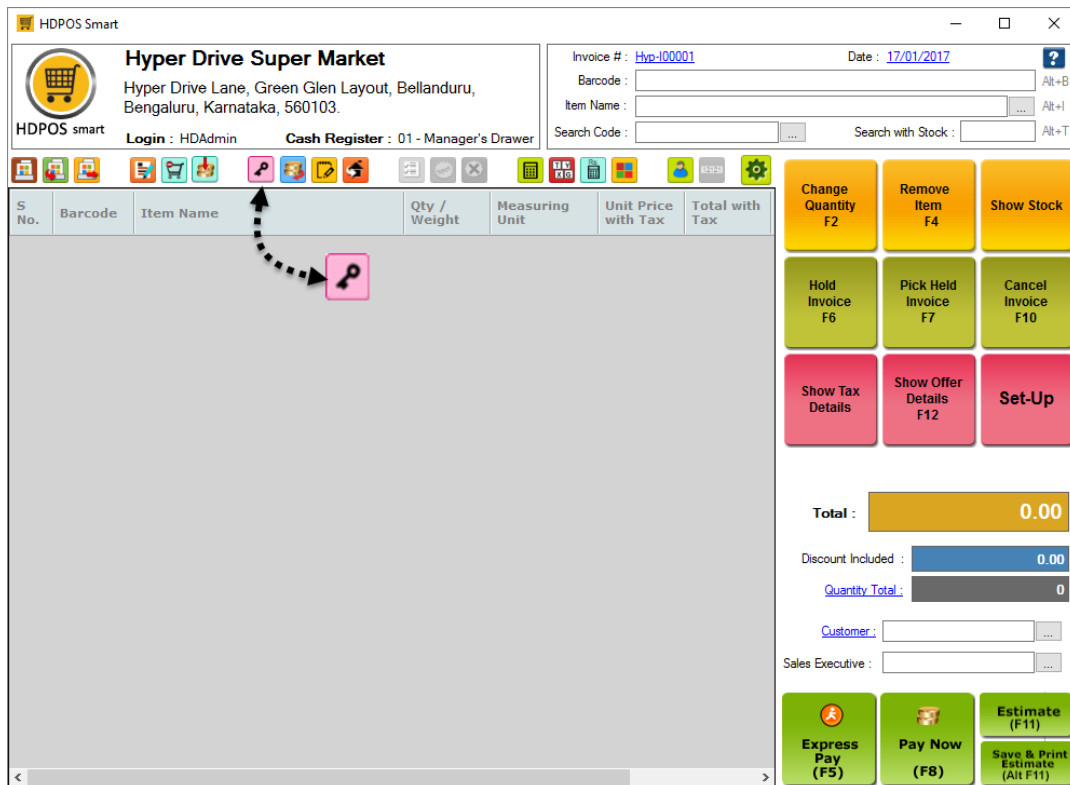 HDPOS Smart
HDPOS smart
Hyper Drive Super Market
Hyper Drive Lane, Green Glen Layout, Bellanduru,
Bengaluru, Karnataka, 560103.
Login : HDAdmin Cash Register : 01 - Manager's Drawer
Invoice # : Hyp-I00001 Date : 17/01/2017 ?
Barcode : Alt+B
Item Name : ... Alt+I
Search Code : ... Search with Stock : Alt+T
S No. Barcode Item Name Qty / Weight Measuring Unit Unit Price with Tax Total with Tax
Change
Quantity
F2
Remove
Item
F4
Show Stock
Hold
Invoice
F6
Pick Held
Invoice
F7
Cancel
Invoice
F10
Show Tax
Details
Show Offer
Details
F12
Set-Up
Total : 0.00
Discount Included : 0.00
Quantity Total : 0
Customer : ...
Sales Executive : ...
Express
Pay
(F5)
Pay Now
(F8)
Estimate
(F11)
Save & Print
Estimate
(Alt F11)